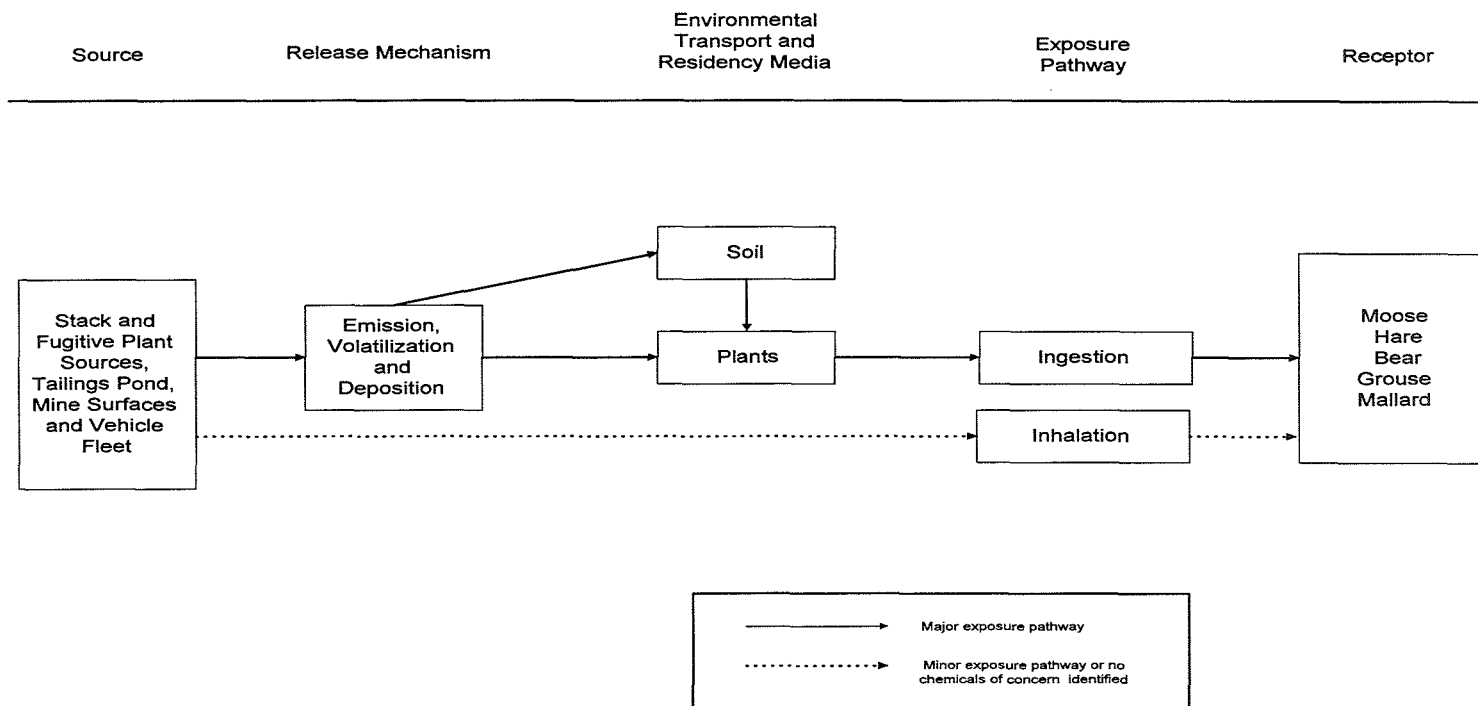 Source
Release Mechanism
Environmental
Transport and
Residency Media
Exposure
Pathway
Receptor
Stack and
Fugitive Plant
Sources,
Tailings Pond,
Mine Surfaces
and Vehicle
Fleet
Emission,
Volatilization
and
Deposition
Soil
Plants
Ingestion
Inhalation
Moose
Hare
Bear
Grouse
Mallard
Major exposure pathway
Minor exposure pathway or no
chemicals of concern identified